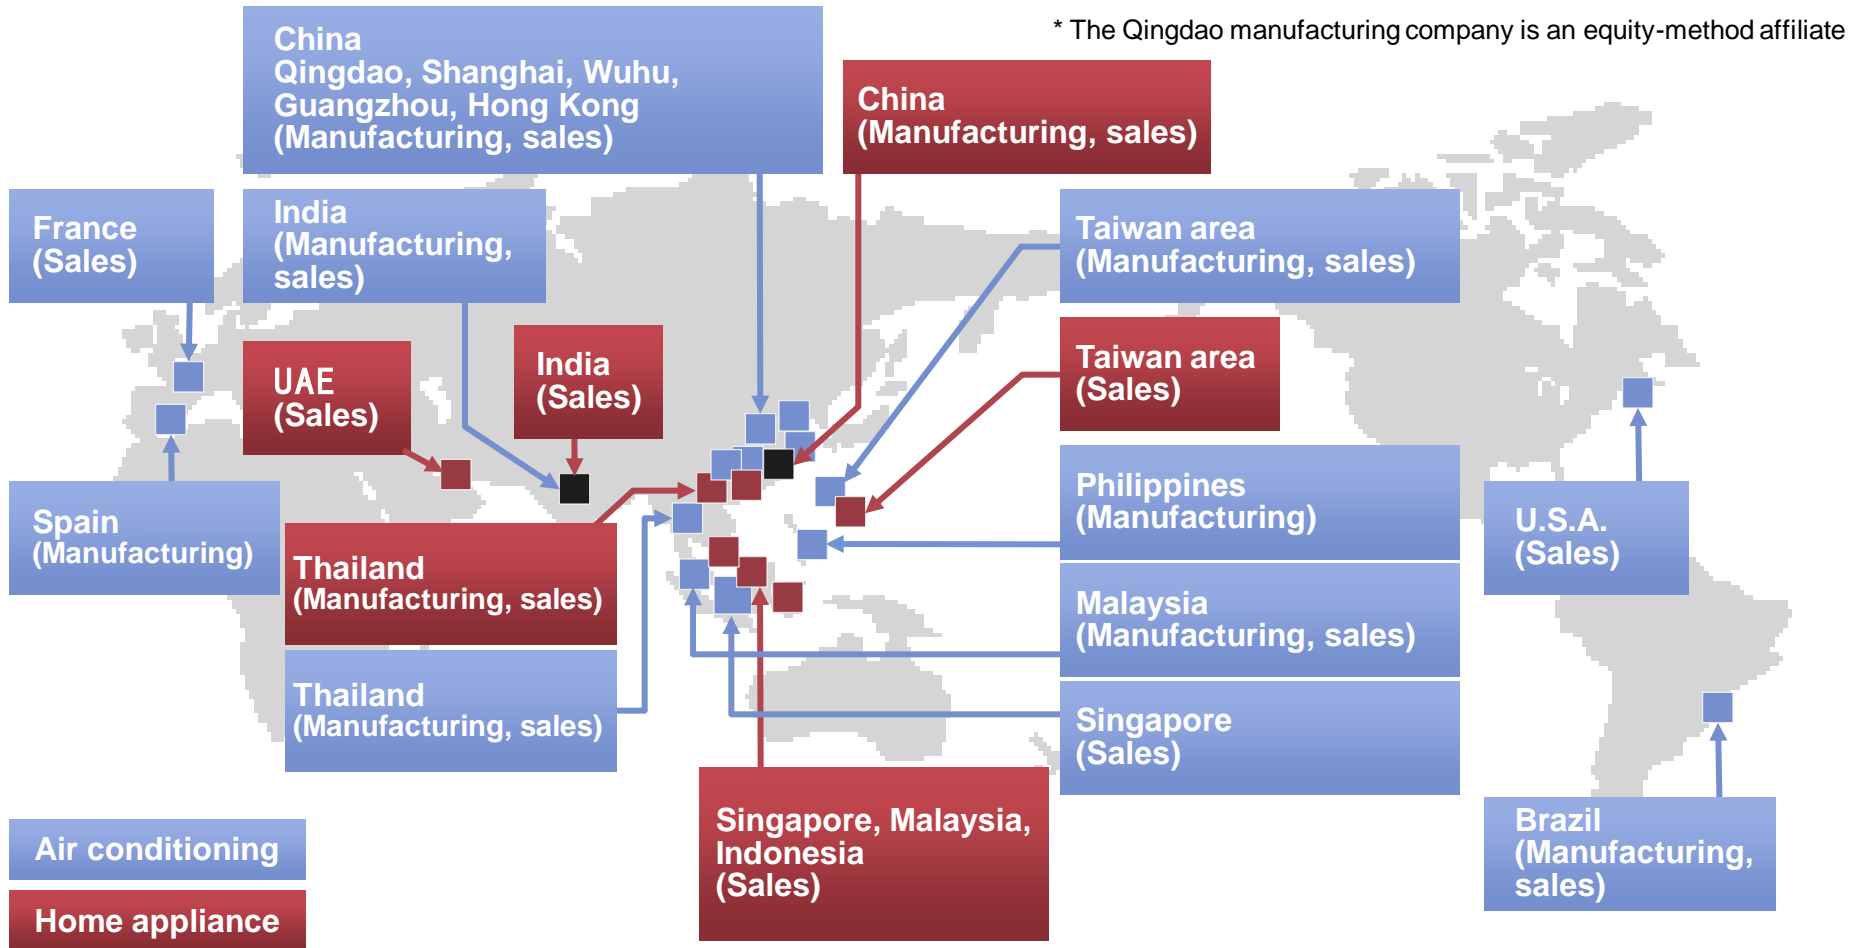 * The Qingdao manufacturing company is an equity-method affiliate
China
Qingdao, Shanghai, Wuhu,
Guangzhou, Hong Kong
(Manufacturing, sales)
China
(Manufacturing, sales)
France
(Sales)
India
(Manufacturing,
sales)
Taiwan area
(Manufacturing, sales)
UAE
(Sales)
India
(Sales)
Taiwan area
(Sales)
Spain
(Manufacturing)
Philippines
(Manufacturing)
U.S.A.
(Sales)
Thailand
(Manufacturing, sales)
Malaysia
(Manufacturing, sales)
Thailand
(Manufacturing, sales)
Singapore
(Sales)
Singapore, Malaysia,
Indonesia
(Sales)
Brazil
(Manufacturing,
sales)
Air conditioning
Home appliance